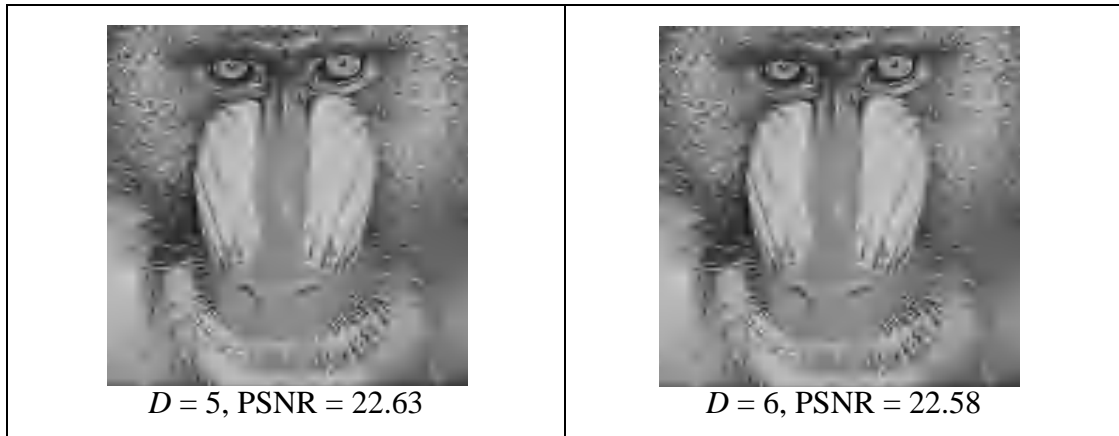 D = 5, PSNR = 22.63
D = 6, PSNR = 22.58